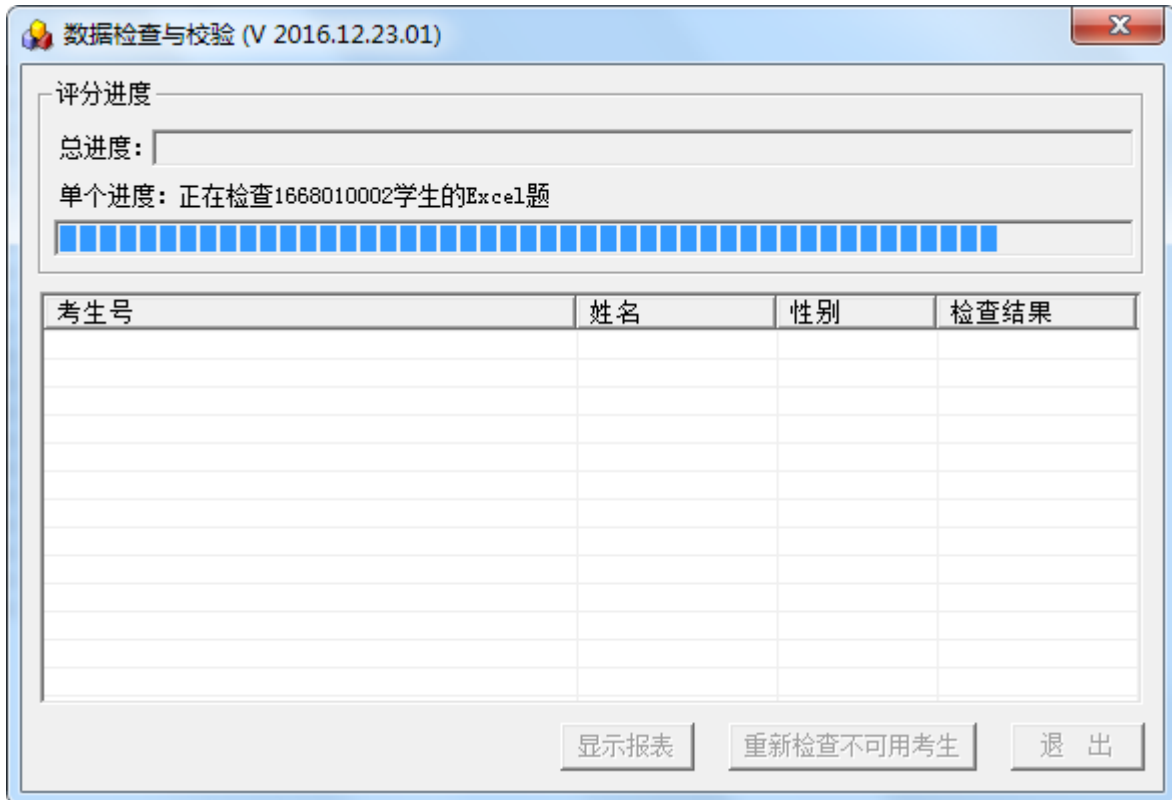 数据检查与校验 (V 2016.12.23.01)
评分进度
总进度：
单个进度：正在检查1668010002学生的Excel题
考生号 姓名 性别 检查结果
显示报表 重新检查不可用考生 退 出